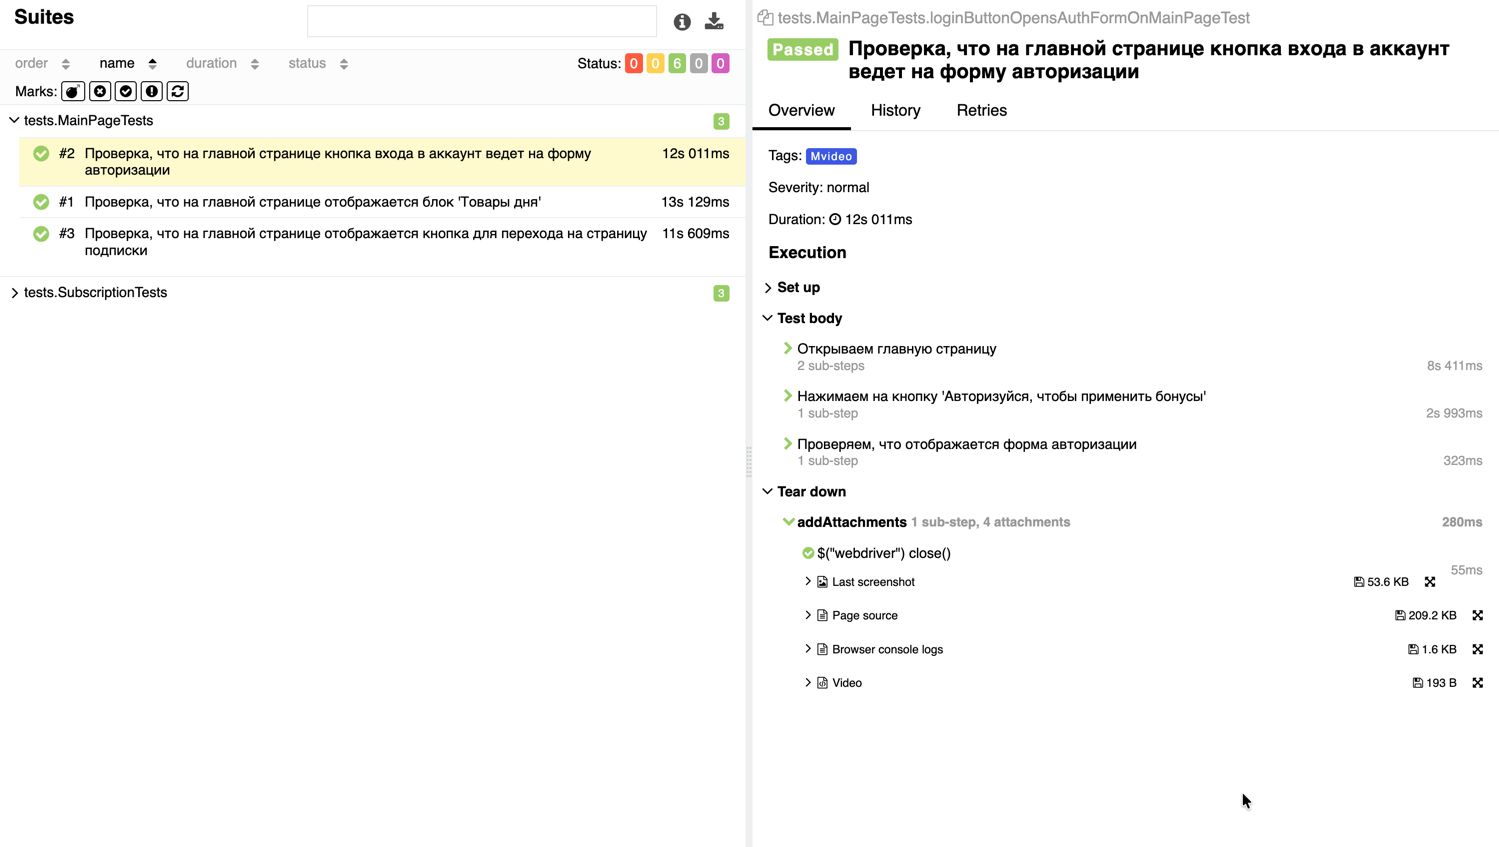 Suites
order name duration status
Status: 0 0 6 0 0
Marks:
tests.MainPageTests 3
#2 Проверка, что на главной странице кнопка входа в аккаунт ведет на форму 12s 011ms
авторизации
#1 Проверка, что на главной странице отображается блок 'Товары дня' 13s 129ms
#3 Проверка, что на главной странице отображается кнопка для перехода на страницу 11s 609ms
подписки
tests.SubscriptionTests 3
tests.MainPageTests.loginButtonOpensAuthFormOnMainPageTest
Passed Проверка, что на главной странице кнопка входа в аккаунт
ведет на форму авторизации
Overview History Retries
Tags: Mvideo
Severity: normal
Duration: 12s 011ms
Execution
Set up
Test body
Открываем главную страницу
2 sub-steps 8s 411ms
Нажимаем на кнопку 'Авторизуйся, чтобы применить бонусы'
1 sub-step 2s 993ms
Проверяем, что отображается форма авторизации
1 sub-step 323ms
Tear down
addAttachments 1 sub-step, 4 attachments 280ms
$("webdriver") close()
55ms
Last screenshot 53.6 KB
Page source 209.2 KB
Browser console logs 1.6 KB
Video 193 B